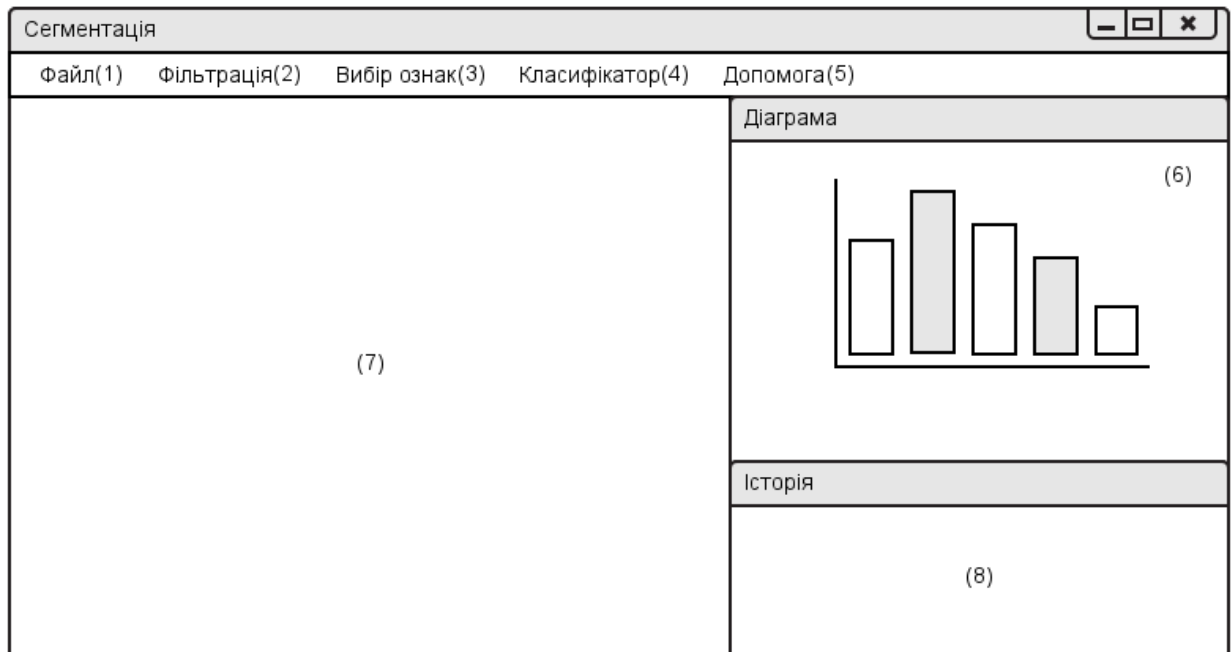 Сегментація
Файл(1) Фільтрація(2) Вибір ознак(3) Класифікатор(4) Допомога(5)
Діаграма
(6)
(7)
Історія
(8)